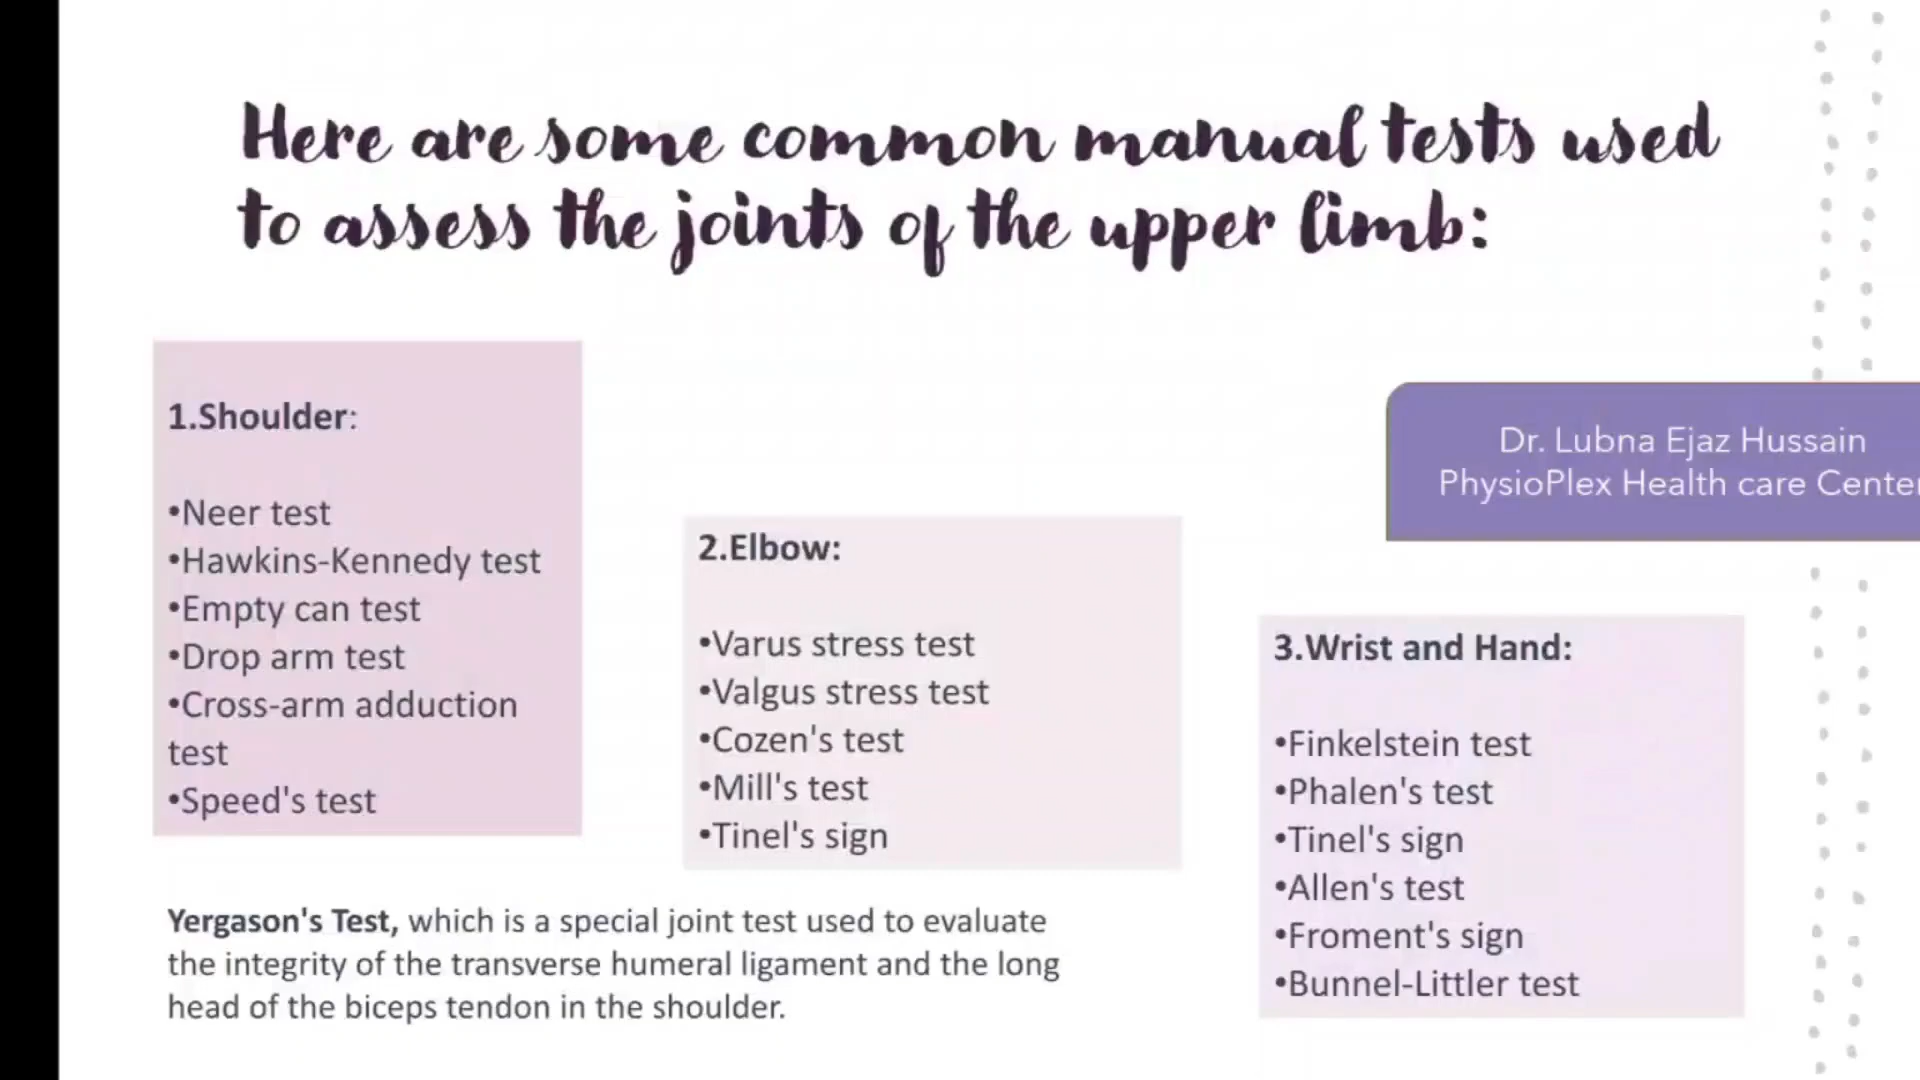 Here are some common manual tests used
to assess the joints of the upper limb:
1.Shoulder:
•Neer test
•Hawkins-Kennedy test
•Empty can test
•Drop arm test
•Cross-arm adduction
test
•Speed's test
Yergason's Test, which is a special joint test used to evaluate
the integrity of the transverse humeral ligament and the long
head of the biceps tendon in the shoulder.
2.Elbow:
•Varus stress test
•Valgus stress test
•Cozen's test
•Mill's test
•Tinel's sign
Dr. Lubna Ejaz Hussain
PhysioPlex Health care Center
3.Wrist and Hand:
•Finkelstein test
•Phalen's test
•Tinel's sign
•Allen's test
•Froment's sign
•Bunnel-Littler test